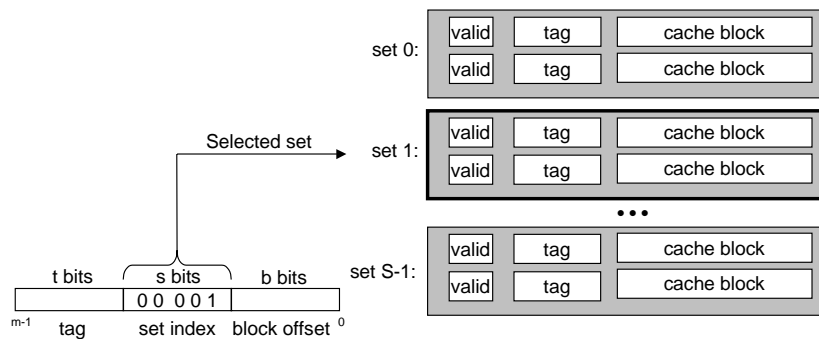 set 0:
valid tag cache block
valid tag cache block
Selected set
set 1:
valid tag cache block
valid tag cache block
• • •
set S-1:
valid tag cache block
valid tag cache block
t bits s bits b bits
0 0 0 0 1
m-1 tag set index block offset 0